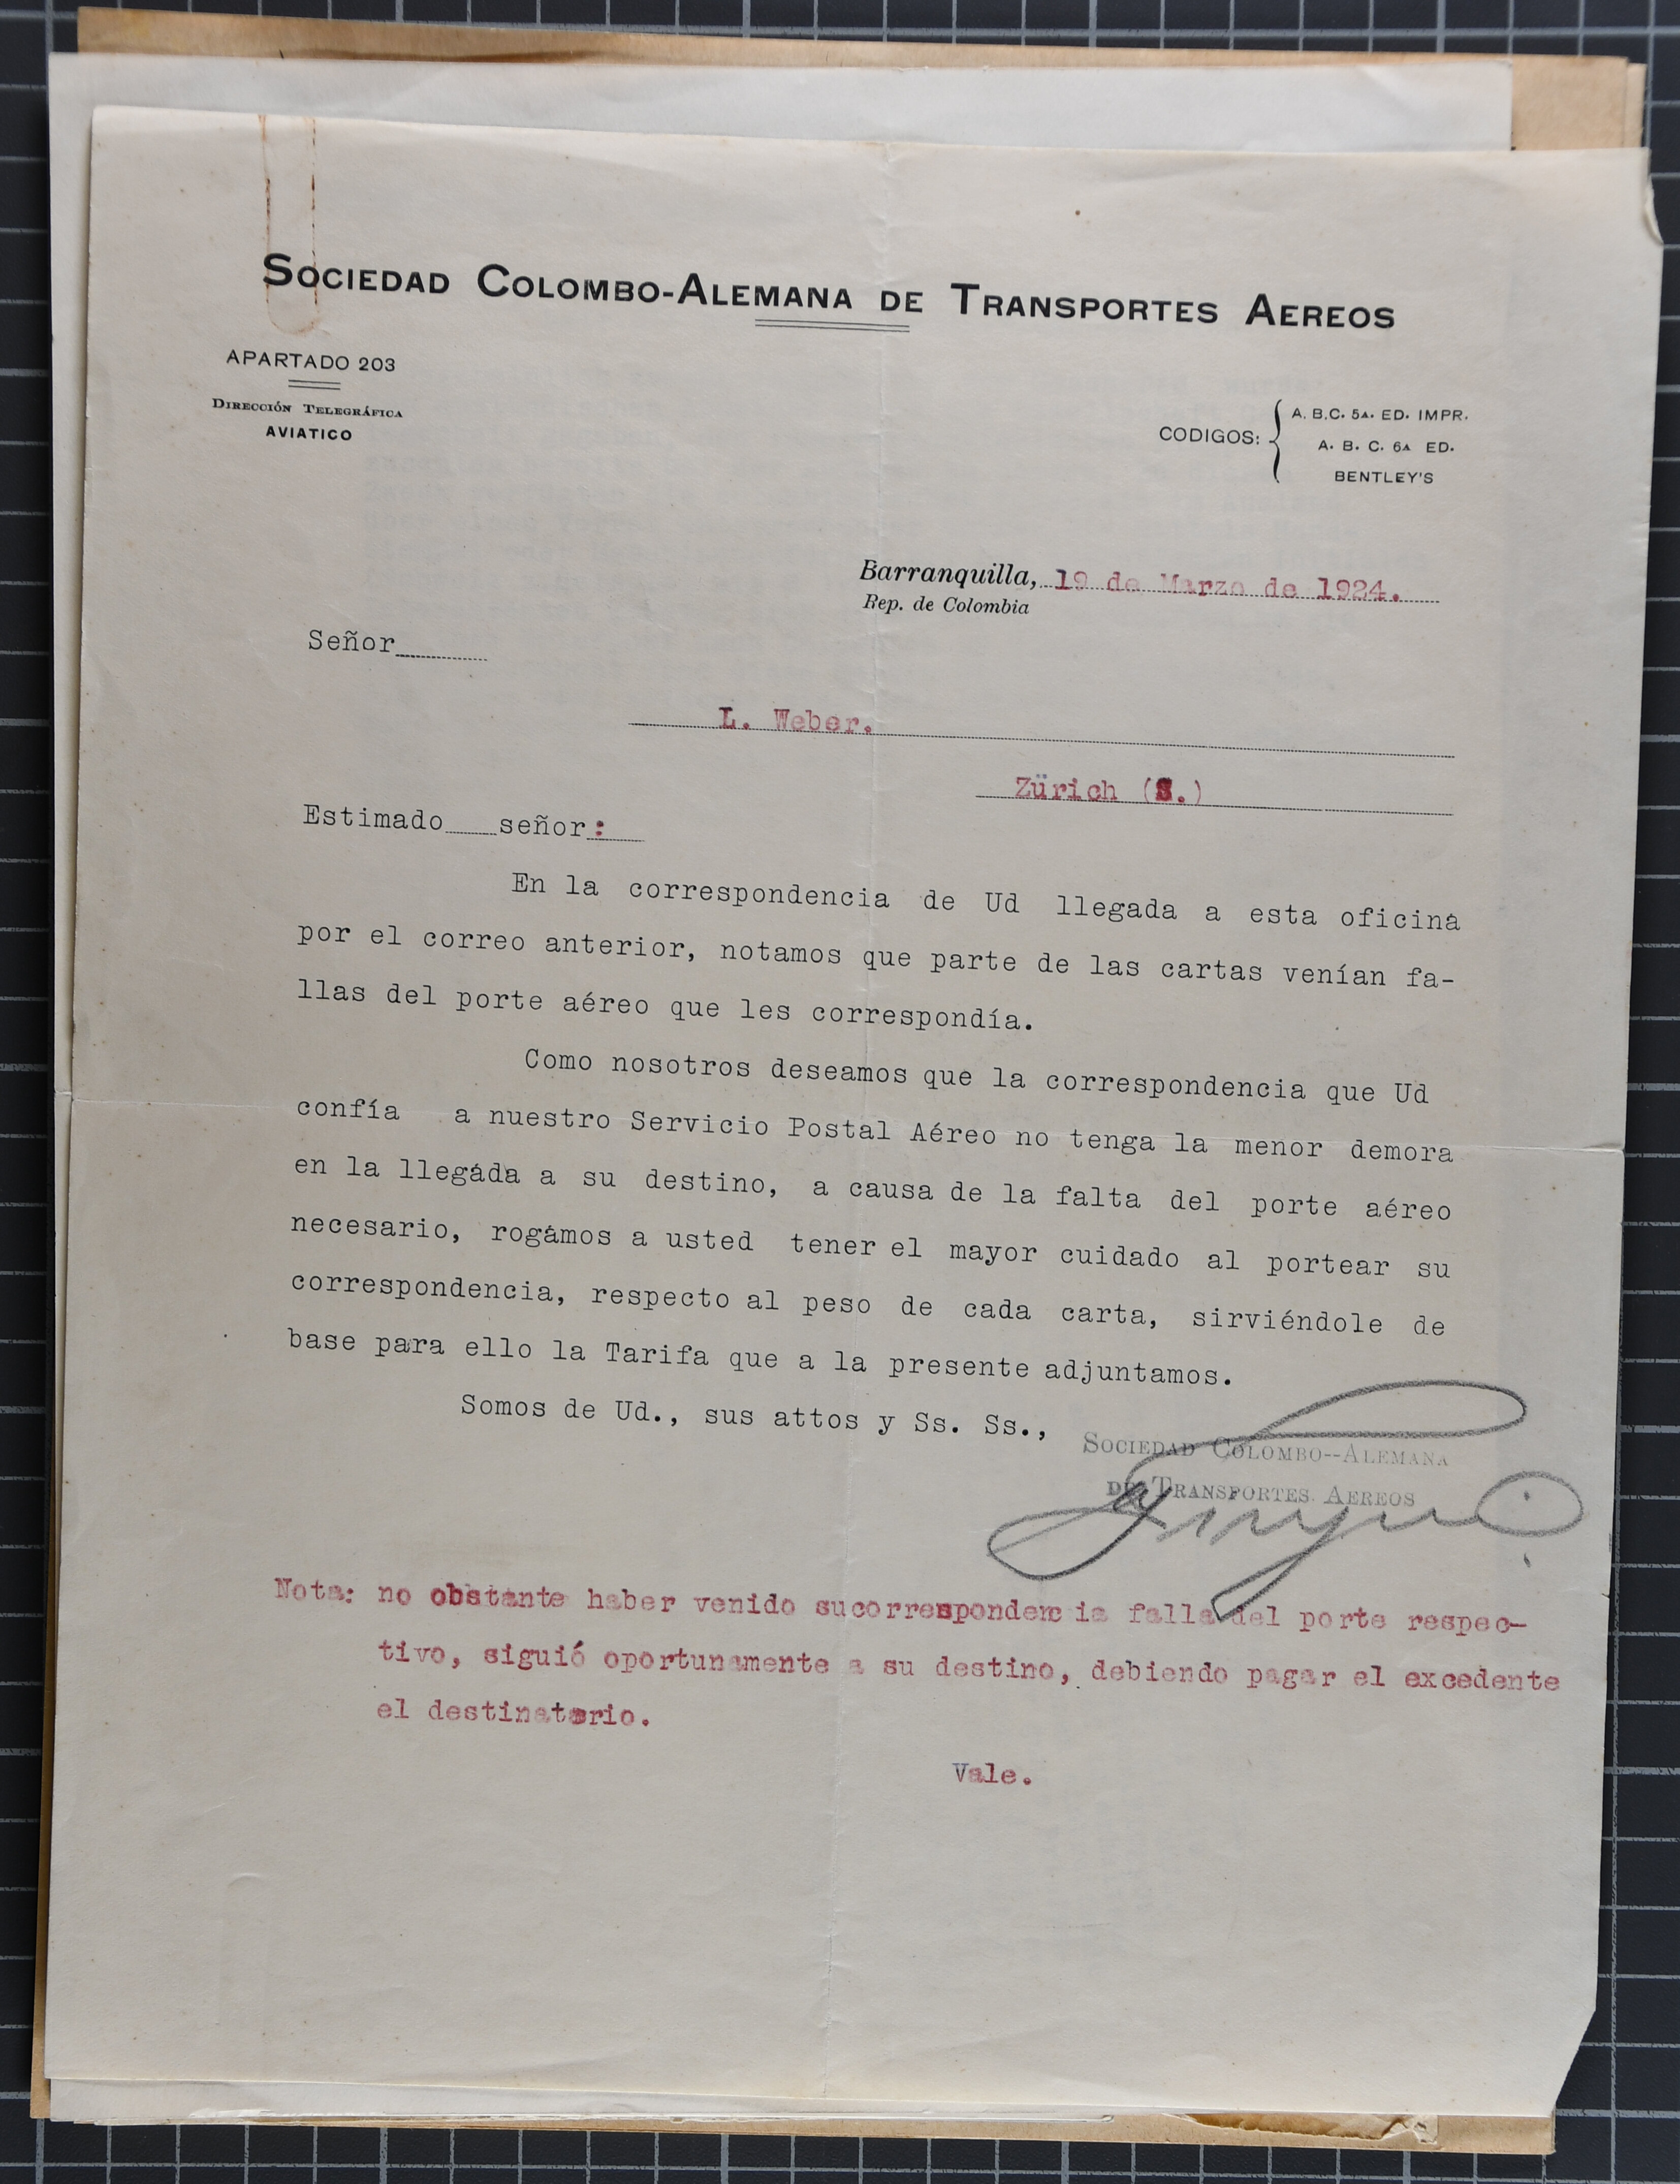 SOCIEDAD COLOMBO-ALEMANA DE TRANSPORTES AEREOS
APARTADO 203
DIRECCIÓN TELEGRÁFICA
AVIATICO
CODIGOS:
A. B.C. 5A. ED. IMPR.
A. B. C. 6A ED.
BENTLEY'S
Barranquilla, 19 de Marzo de 1924.
Rep. de Colombia
Señor
L. Weber.
Zürich (S.)
Estimado señor:
En la correspondencia de Ud llegada a esta oficina
por el correo anterior, notamos que parte de las cartas venían fa-
llas del porte aéreo que les correspondía.
Como nosotros deseamos que la correspondencia que Ud
confía a nuestro Servicio Postal Aéreo no tenga la menor demora
en la llegáda a su destino, a causa de la falta del porte aéreo
necesario, rogámos a usted tener el mayor cuidado al portear su
correspondencia, respecto al peso de cada carta, sirviéndole de
base para ello la Tarifa que a la presente adjuntamos.
Somos de Ud., sus attos y Ss. Ss.,
SOCIEDAD COLOMBO--ALEMANA
DE TRANSPORTES AEREOS
Nota: no obstante haber venido sucorrespondencia falla del porte respec-
tivo, siguió oportunamente a su destino, debiendo pagar el excedente
el destinatario.
Vale.